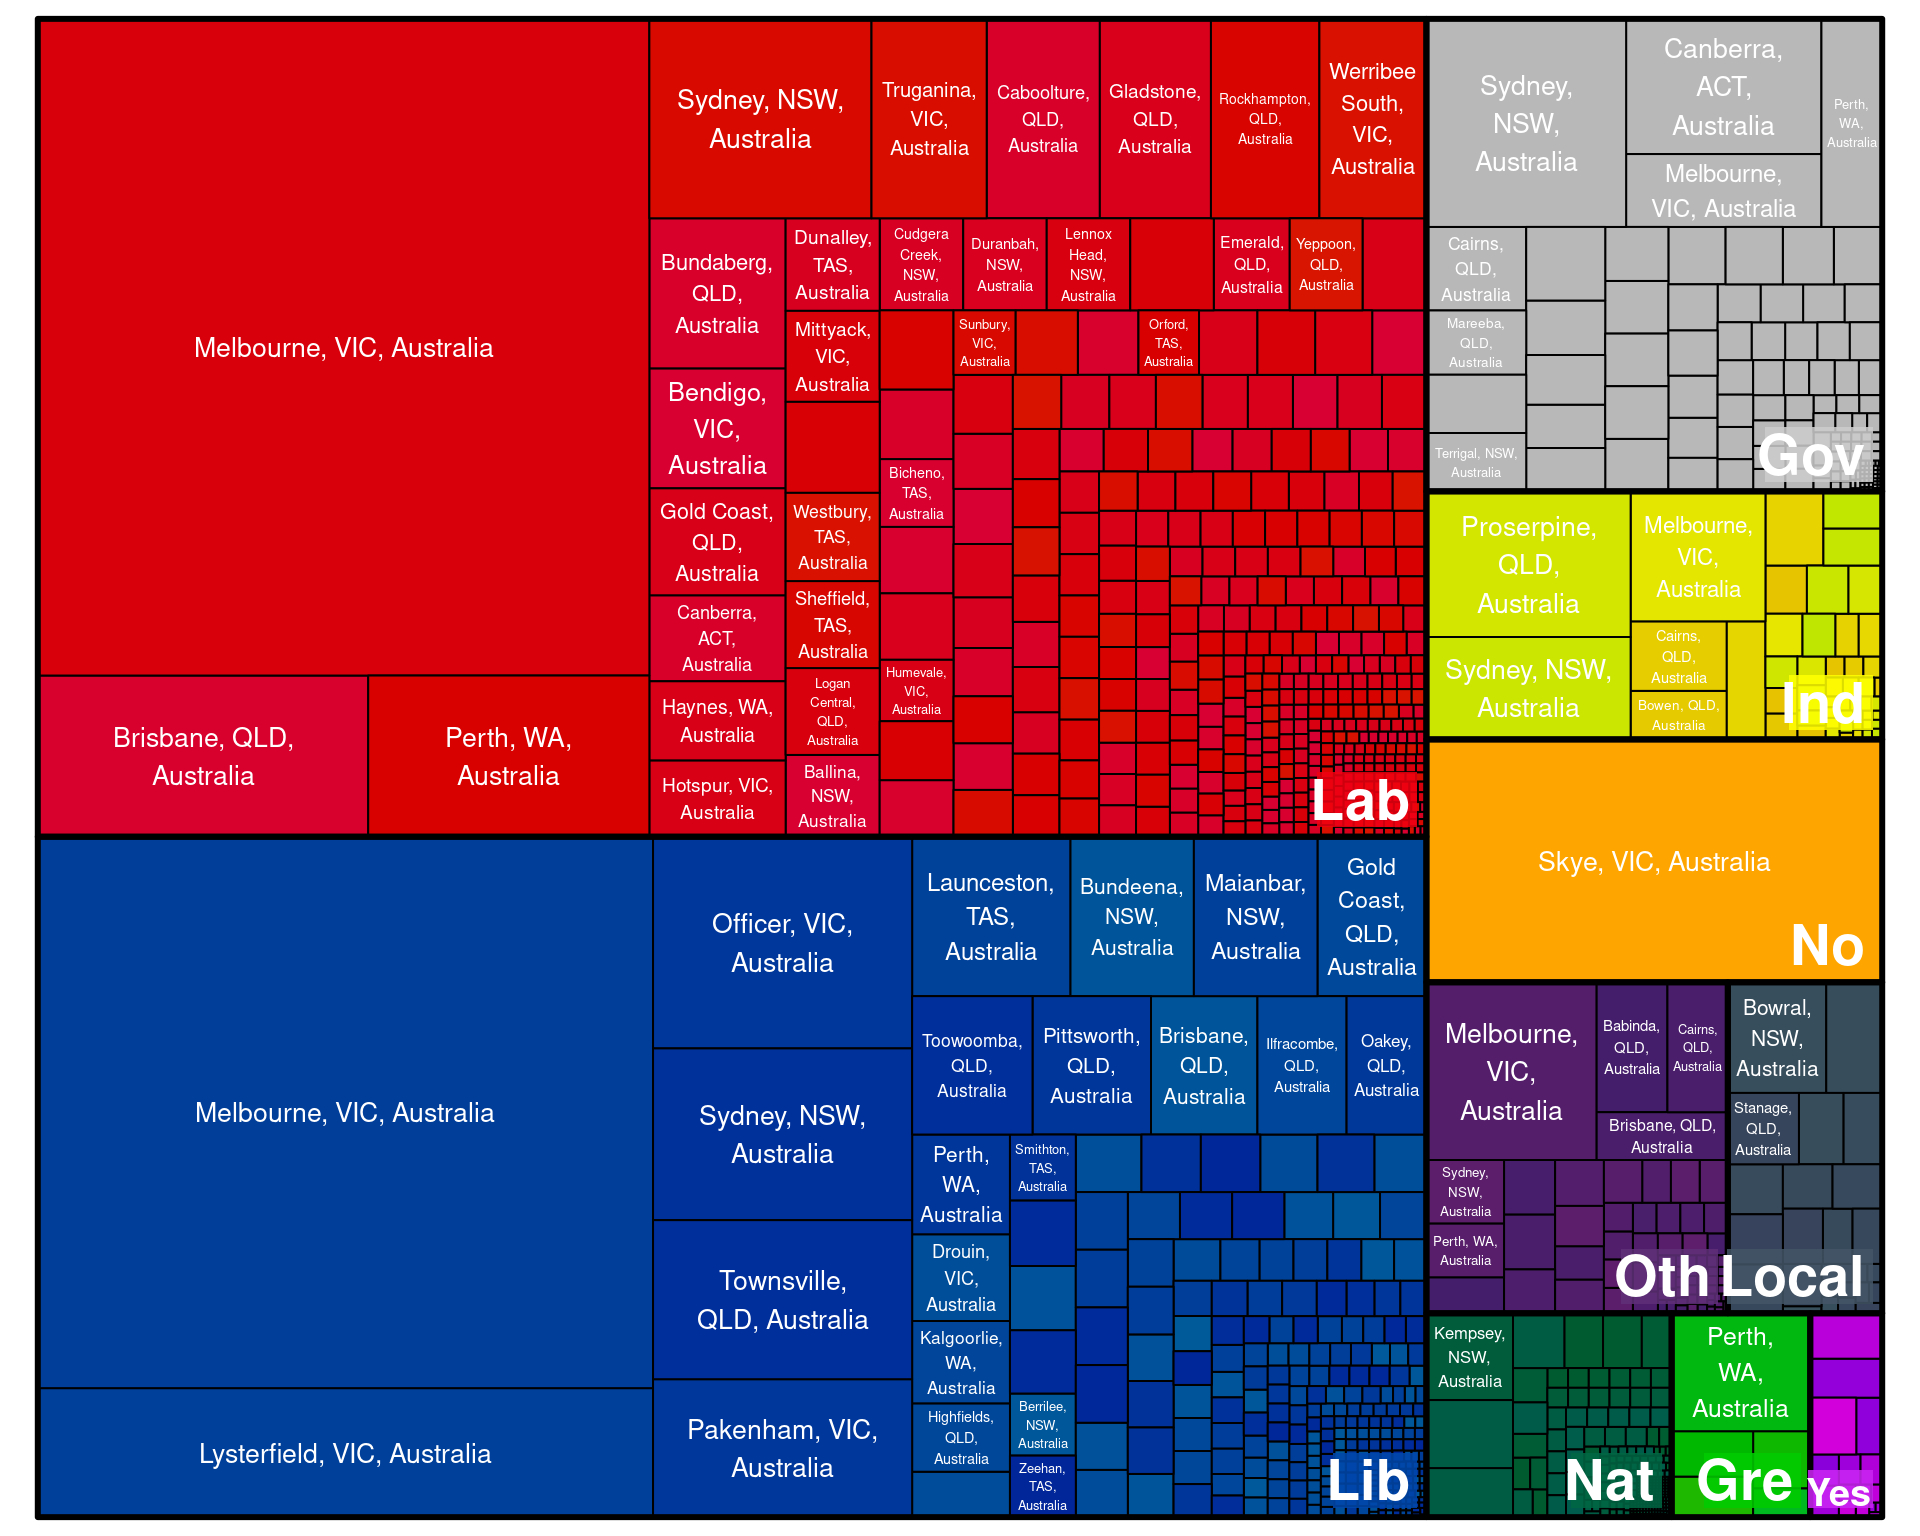 Melbourne, VIC, Australia
Brisbane, QLD,
Australia
Perth, WA,
Australia
Sydney, NSW,
Australia
Truganina,
VIC,
Australia
Caboolture,
QLD,
Australia
Gladstone,
QLD,
Australia
Rockhampton,
QLD,
Australia
Werribee
South,
VIC,
Australia
Bundaberg,
QLD,
Australia
Bendigo,
VIC,
Australia
Gold Coast,
QLD,
Australia
Canberra,
ACT,
Australia
Haynes, WA,
Australia
Hotspur, VIC,
Australia
Dunalley,
TAS,
Australia
Mittyack,
VIC,
Australia
Westbury,
TAS,
Australia
Sheffield,
TAS,
Australia
Logan
Central,
QLD,
Australia
Ballina,
NSW,
Australia
Cudgera
Creek,
NSW,
Australia
Duranbah,
NSW,
Australia
Lennox
Head,
NSW,
Australia
Emerald,
QLD,
Australia
Yeppoon,
QLD,
Australia
Sunbury,
VIC,
Australia
Orford,
TAS,
Australia
Bicheno,
TAS,
Australia
Humevale,
VIC,
Australia
Lab
Melbourne, VIC, Australia
Lysterfield, VIC, Australia
Officer, VIC,
Australia
Sydney, NSW,
Australia
Townsville,
QLD, Australia
Pakenham, VIC,
Australia
Launceston,
TAS,
Australia
Bundeena,
NSW,
Australia
Maianbar,
NSW,
Australia
Gold
Coast,
QLD,
Australia
Toowoomba,
QLD,
Australia
Pittsworth,
QLD,
Australia
Brisbane,
QLD,
Australia
Ilfracombe,
QLD,
Australia
Oakey,
QLD,
Australia
Perth,
WA,
Australia
Drouin,
VIC,
Australia
Kalgoorlie,
WA,
Australia
Highfields,
QLD,
Australia
Smithton,
TAS,
Australia
Berrilee,
NSW,
Australia
Zeehan,
TAS,
Australia
Lib
Sydney,
NSW,
Australia
Canberra,
ACT,
Australia
Melbourne,
VIC, Australia
Perth,
WA,
Australia
Cairns,
QLD,
Australia
Mareeba,
QLD,
Australia
Terrigal, NSW,
Australia
Gov
Proserpine,
QLD,
Australia
Sydney, NSW,
Australia
Melbourne,
VIC,
Australia
Cairns,
QLD,
Australia
Bowen, QLD,
Australia
Ind
Skye, VIC, Australia
No
Melbourne,
VIC,
Australia
Babinda,
QLD,
Australia
Cairns,
QLD,
Australia
Brisbane, QLD,
Australia
Sydney,
NSW,
Australia
Perth, WA,
Australia
Oth
Bowral,
NSW,
Australia
Stanage,
QLD,
Australia
Local
Kempsey,
NSW,
Australia
Nat
Perth,
WA,
Australia
Gre
Yes